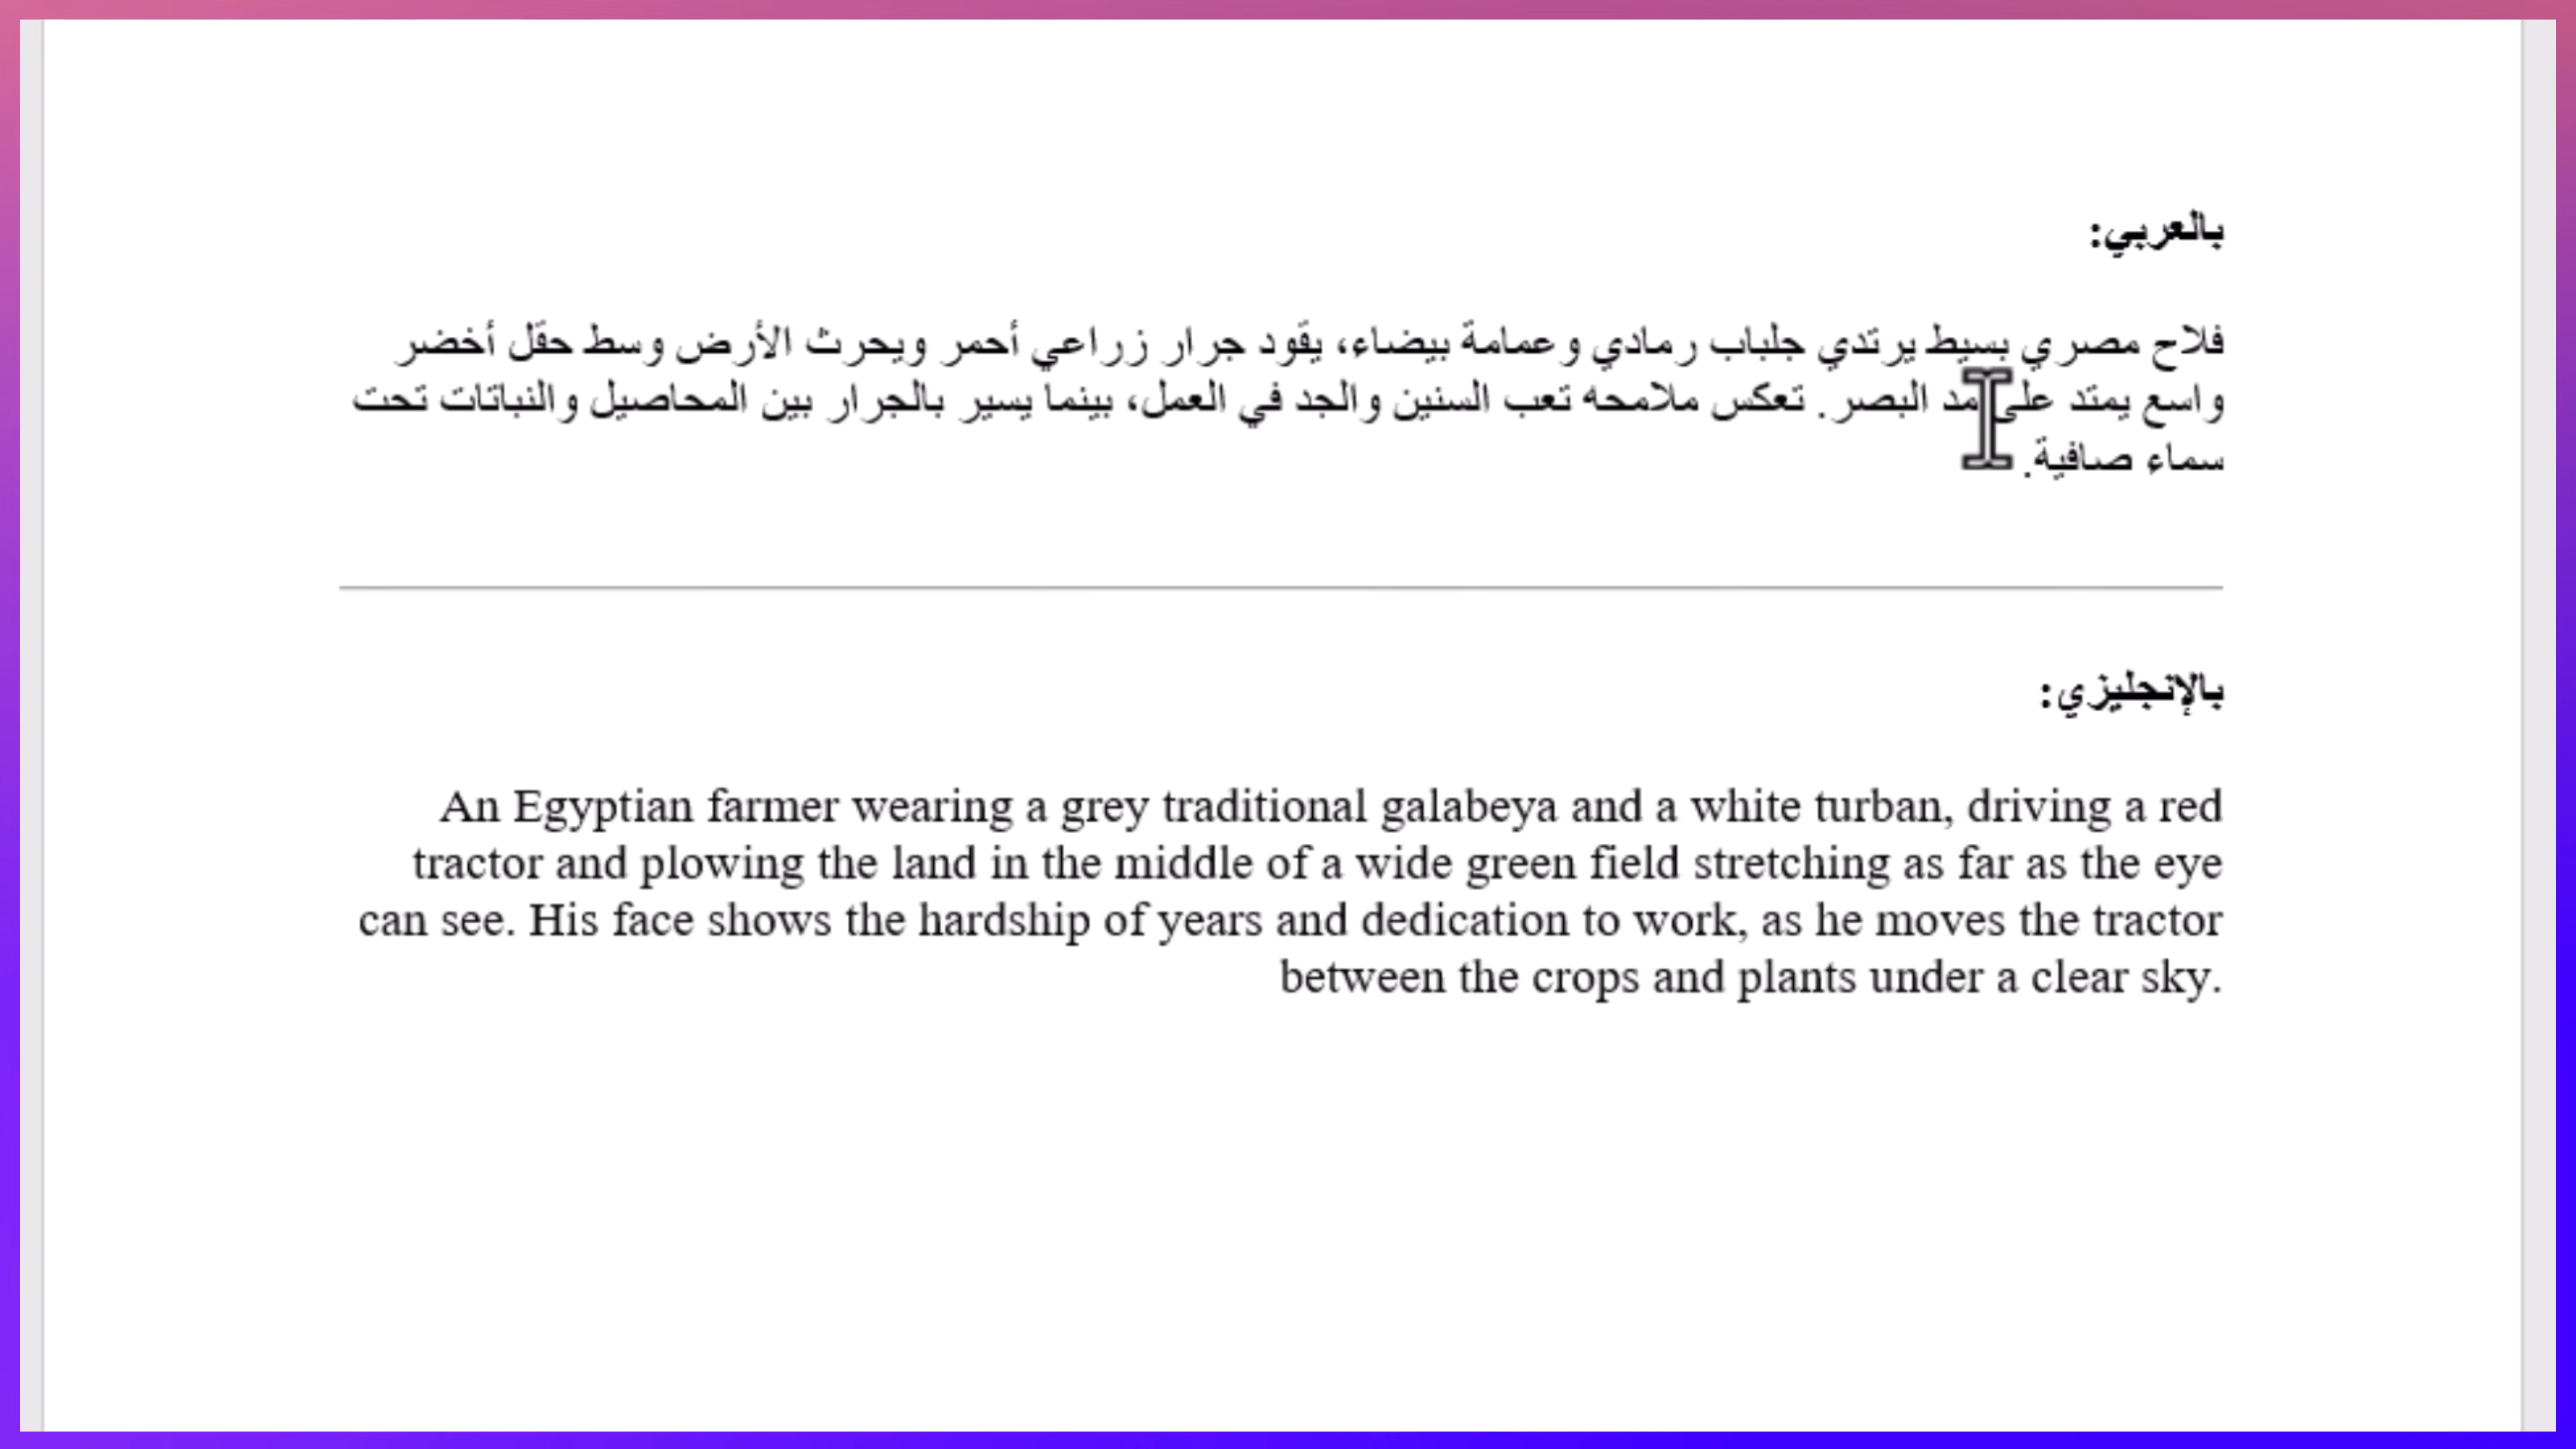 بالعربي:
فلاح مصري بسيط يرتدي جلباب رمادي وعمامة بيضاء، يقود جرار زراعي أحمر ويحرث الأرض وسط حقل أخضر
واسع يمتد على مد البصر. تعكس ملامحه تعب السنين والجد في العمل، بينما يسير بالجرار بين المحاصيل والنباتات تحت
سماء صافية.
بالإنجليزي:
An Egyptian farmer wearing a grey traditional galabeya and a white turban, driving a red
tractor and plowing the land in the middle of a wide green field stretching as far as the eye
can see. His face shows the hardship of years and dedication to work, as he moves the tractor
between the crops and plants under a clear sky.